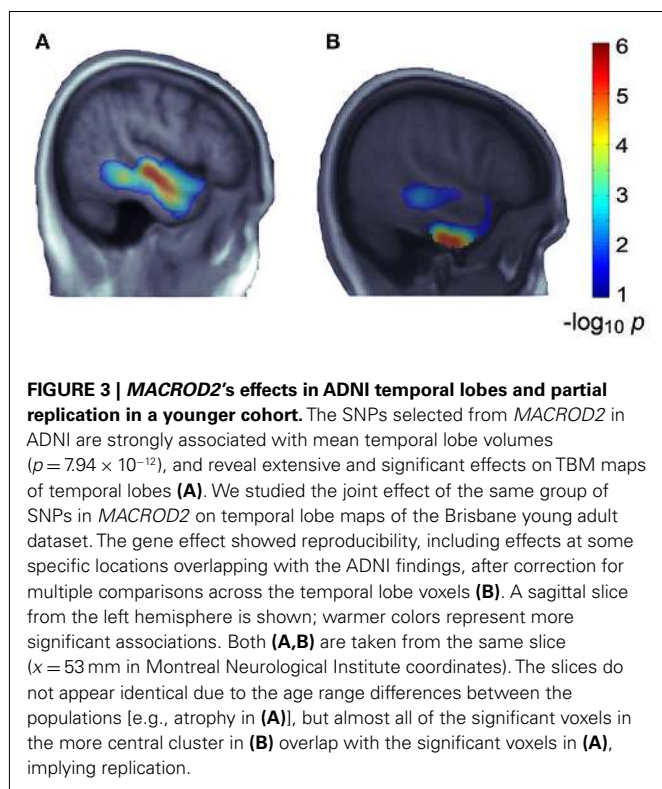 A
B
6
5
4
3
2
1
-log10 p
FIGURE 3 | MACROD2's effects in ADNI temporal lobes and partial
replication in a younger cohort. The SNPs selected from MACROD2 in
ADNI are strongly associated with mean temporal lobe volumes
(p = 7.94 × 10−12), and reveal extensive and significant effects on TBM maps
of temporal lobes (A). We studied the joint effect of the same group of
SNPs in MACROD2 on temporal lobe maps of the Brisbane young adult
dataset. The gene effect showed reproducibility, including effects at some
specific locations overlapping with the ADNI findings, after correction for
multiple comparisons across the temporal lobe voxels (B). A sagittal slice
from the left hemisphere is shown; warmer colors represent more
significant associations. Both (A,B) are taken from the same slice
(x = 53 mm in Montreal Neurological Institute coordinates). The slices do
not appear identical due to the age range differences between the
populations [e.g., atrophy in (A)], but almost all of the significant voxels in
the more central cluster in (B) overlap with the significant voxels in (A),
implying replication.